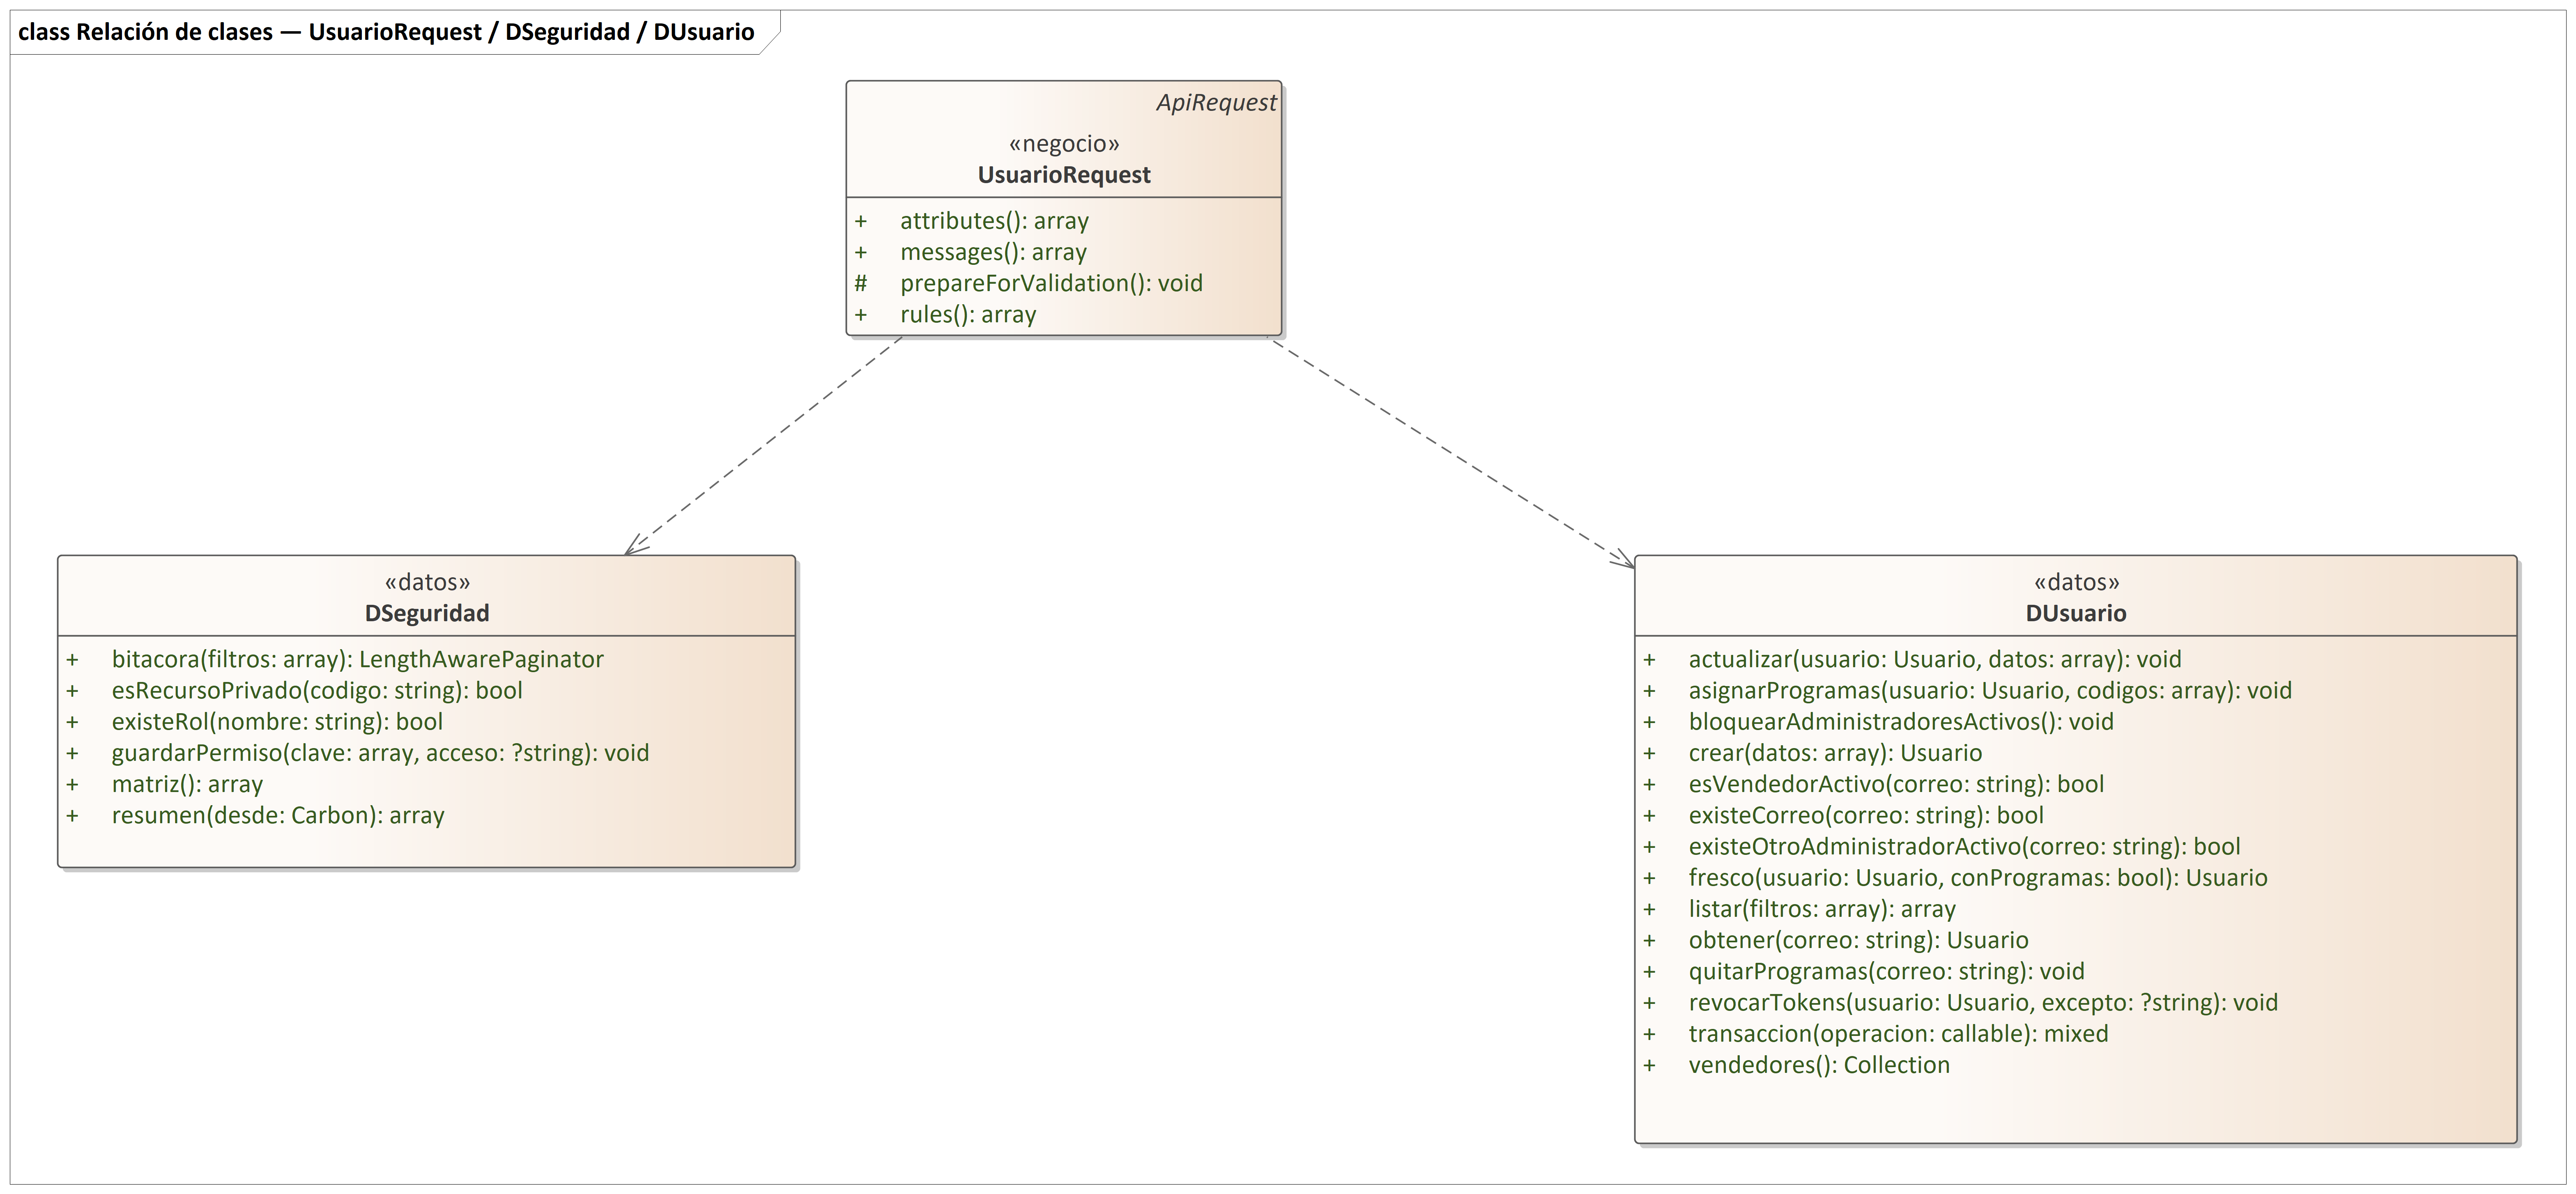 class Relación de clases — UsuarioRequest / DSeguridad / DUsuario
ApiRequest
«negocio»
UsuarioRequest
+ attributes(): array
+ messages(): array
# prepareForValidation(): void
+ rules(): array
«datos»
DSeguridad
+ bitacora(filtros: array): LengthAwarePaginator
+ esRecursoPrivado(codigo: string): bool
+ existeRol(nombre: string): bool
+ guardarPermiso(clave: array, acceso: ?string): void
+ matriz(): array
+ resumen(desde: Carbon): array
«datos»
DUsuario
+ actualizar(usuario: Usuario, datos: array): void
+ asignarProgramas(usuario: Usuario, codigos: array): void
+ bloquearAdministradoresActivos(): void
+ crear(datos: array): Usuario
+ esVendedorActivo(correo: string): bool
+ existeCorreo(correo: string): bool
+ existeOtroAdministradorActivo(correo: string): bool
+ fresco(usuario: Usuario, conProgramas: bool): Usuario
+ listar(filtros: array): array
+ obtener(correo: string): Usuario
+ quitarProgramas(correo: string): void
+ revocarTokens(usuario: Usuario, excepto: ?string): void
+ transaccion(operacion: callable): mixed
+ vendedores(): Collection